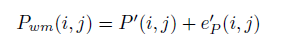 P_{wm}(i, j) = P'(i, j) + e'_P(i, j)